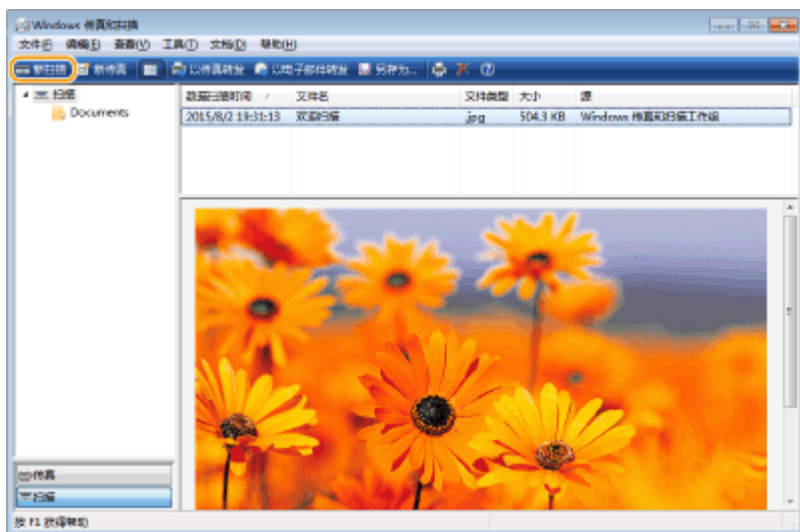 Windows 传真和扫描
文件(F) 编辑(E) 查看(V) 工具(T) 文档(D) 帮助(H)
新扫描 新传真 以传真转发 以电子邮件转发 另存为...
扫描
Documents
数据扫描时间 文件名 文件类型 大小 源
2015/8/2 19:31:13 欢迎扫描 .jpg 504.3 KB Windows 传真和扫描工作组
传真
扫描
按 F1 获得帮助